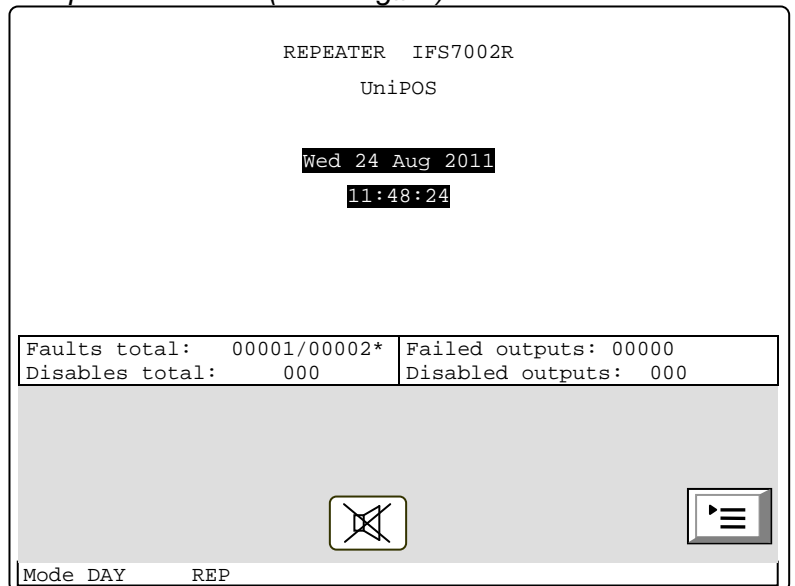 REPEATER IFS7002R
UniPOS
Wed 24 Aug 2011
11:48:24
Faults total: 00001/00002* Failed outputs: 00000
Disables total: 000 Disabled outputs: 000
Mode DAY REP